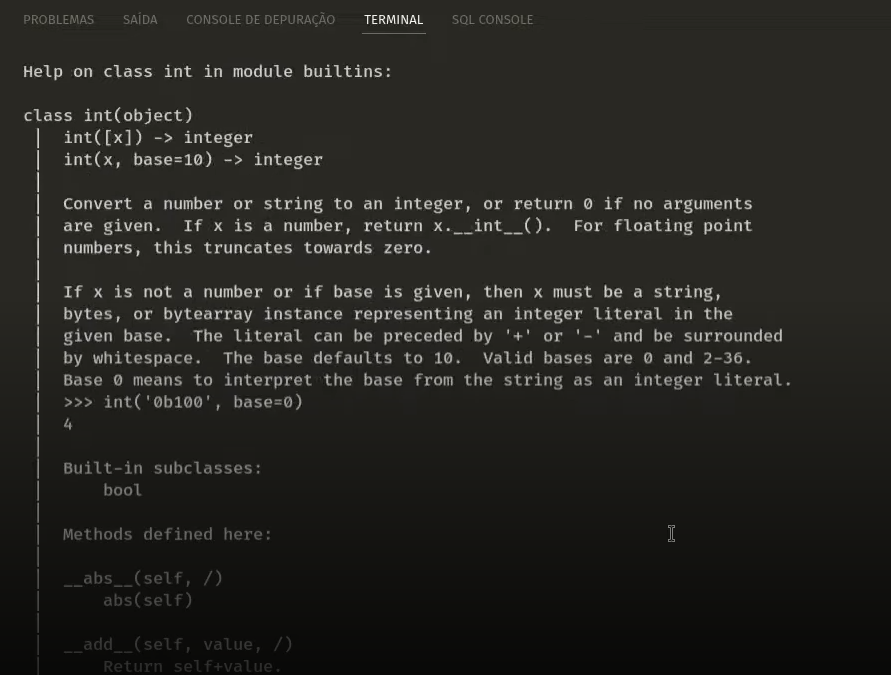 PROBLEMAS SAÍDA CONSOLE DE DEPURAÇÃO TERMINAL SQL CONSOLE
Help on class int in module builtins:
class int(object)
 |  int([x]) -> integer
 |  int(x, base=10) -> integer
 |
 |  Convert a number or string to an integer, or return 0 if no arguments
 |  are given.  If x is a number, return x.__int__().  For floating point
 |  numbers, this truncates towards zero.
 |
 |  If x is not a number or if base is given, then x must be a string,
 |  bytes, or bytearray instance representing an integer literal in the
 |  given base.  The literal can be preceded by '+' or '-' and be surrounded
 |  by whitespace.  The base defaults to 10.  Valid bases are 0 and 2-36.
 |  Base 0 means to interpret the base from the string as an integer literal.
 |  >>> int('0b100', base=0)
 |  4
 |
 |  Built-in subclasses:
 |      bool
 |
 |  Methods defined here:
 |
 |  __abs__(self, /)
 |      abs(self)
 |
 |  __add__(self, value, /)
 |      Return self+value.